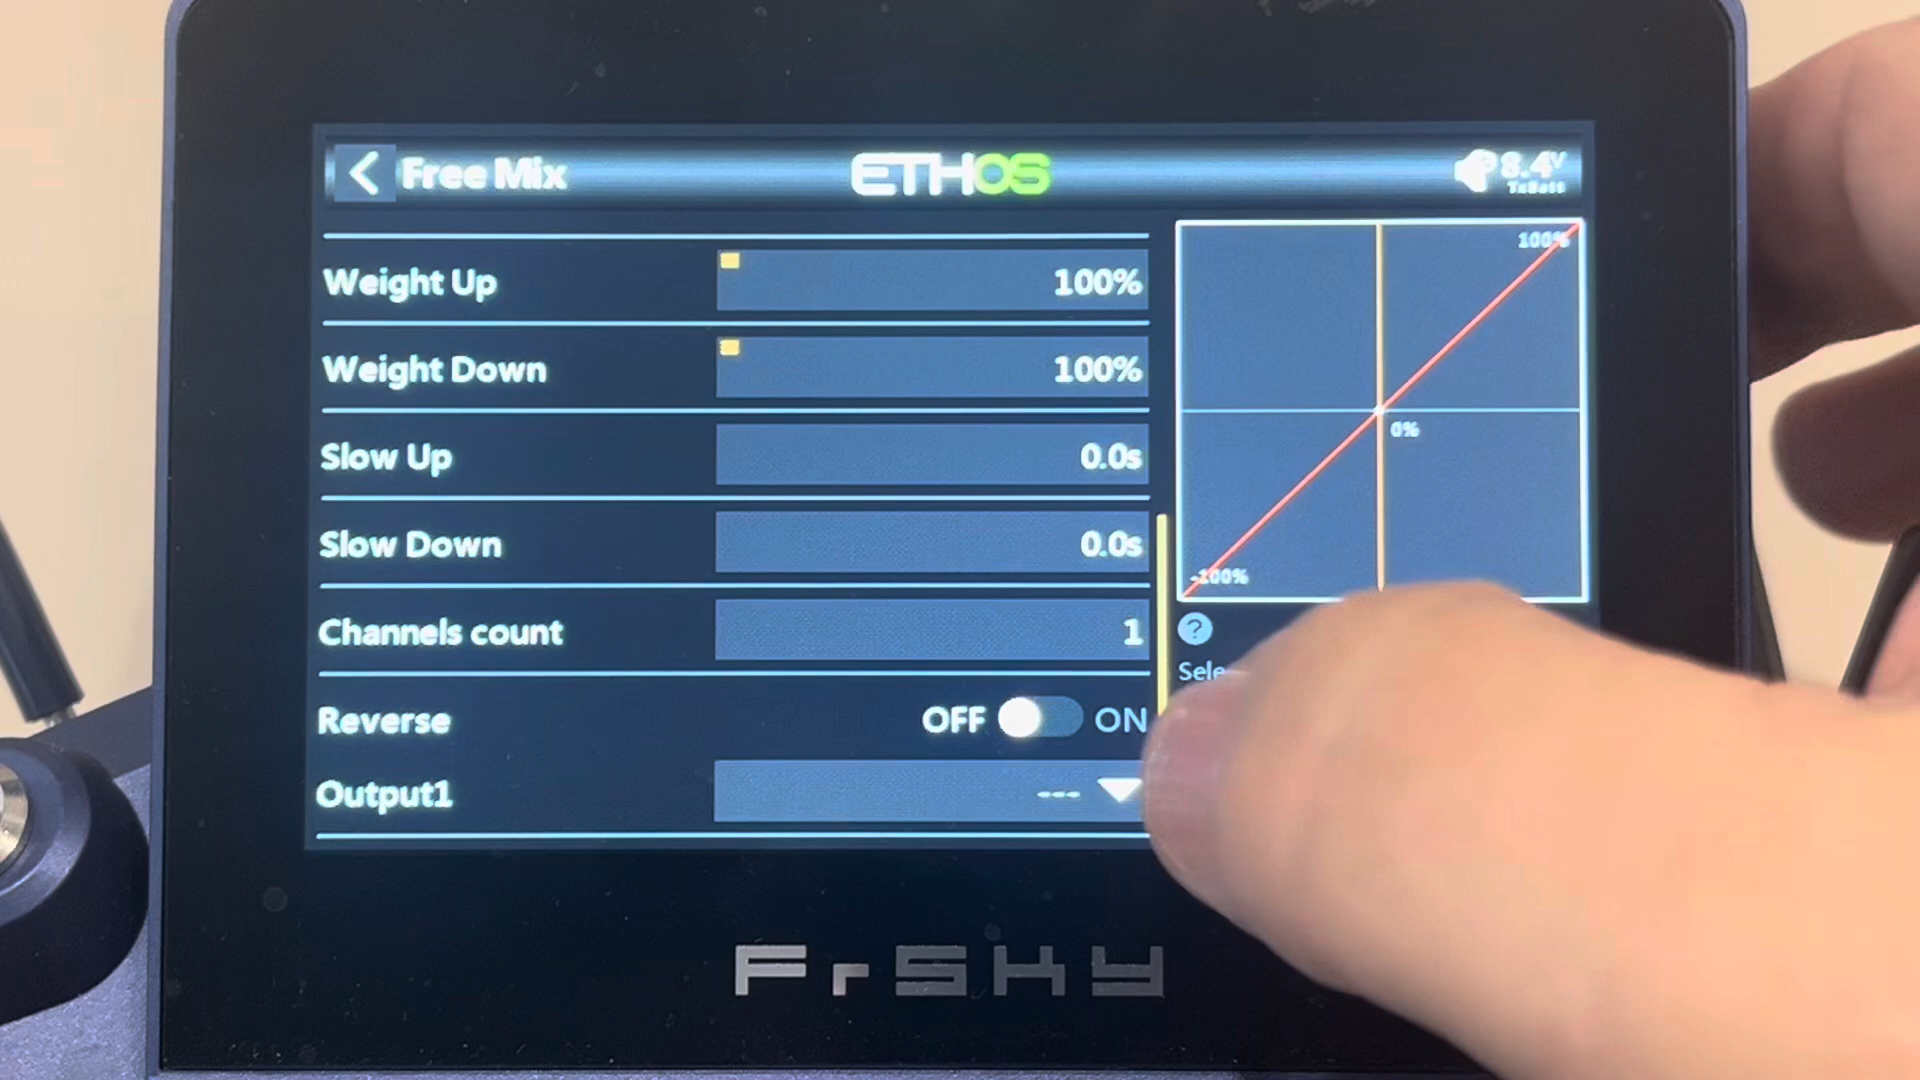 Free Mix
ETHOS
8.4V
TxBatt
Weight Up 100%
Weight Down 100%
Slow Up 0.0s
Slow Down 0.0s
Channels count 1
Reverse OFF ON
Output1 ---
100%
0%
-100%
?
FrSKY